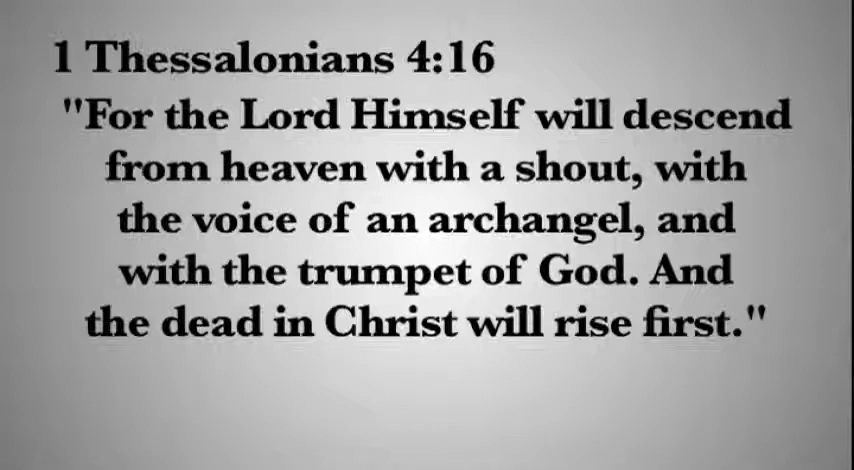 1 Thessalonians 4:16
"For the Lord Himself will descend
from heaven with a shout, with
the voice of an archangel, and
with the trumpet of God. And
the dead in Christ will rise first."